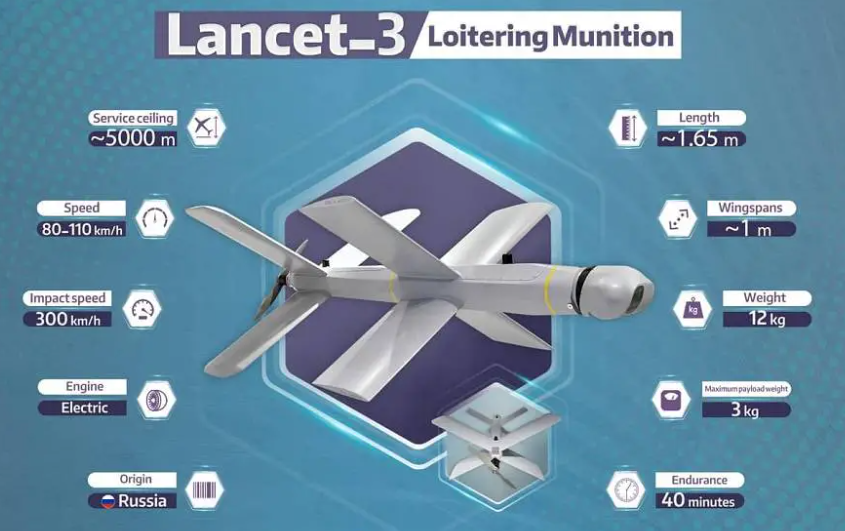 Lancet-3 Loitering Munition
Service ceiling
~5000 m
Speed
80-110 km/h
Impact speed
300 km/h
Engine
Electric
Origin
Russia
Length
~1.65 m
Wingspans
~1 m
kg
Weight
12 kg
Maximum payload weight
3 kg
Endurance
40 minutes